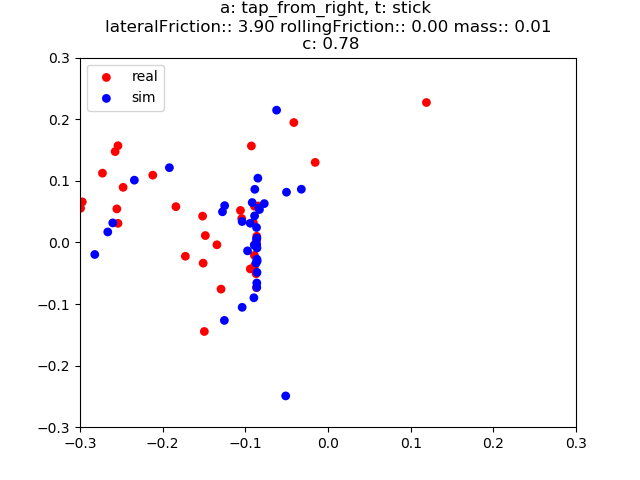 a: tap_from_right, t: stick
lateralFriction:: 3.90 rollingFriction:: 0.00 mass:: 0.01
c: 0.78
real
sim
0.3
0.2
0.1
0.0
−0.1
−0.2
−0.3
−0.3 −0.2 −0.1 0.0 0.1 0.2 0.3